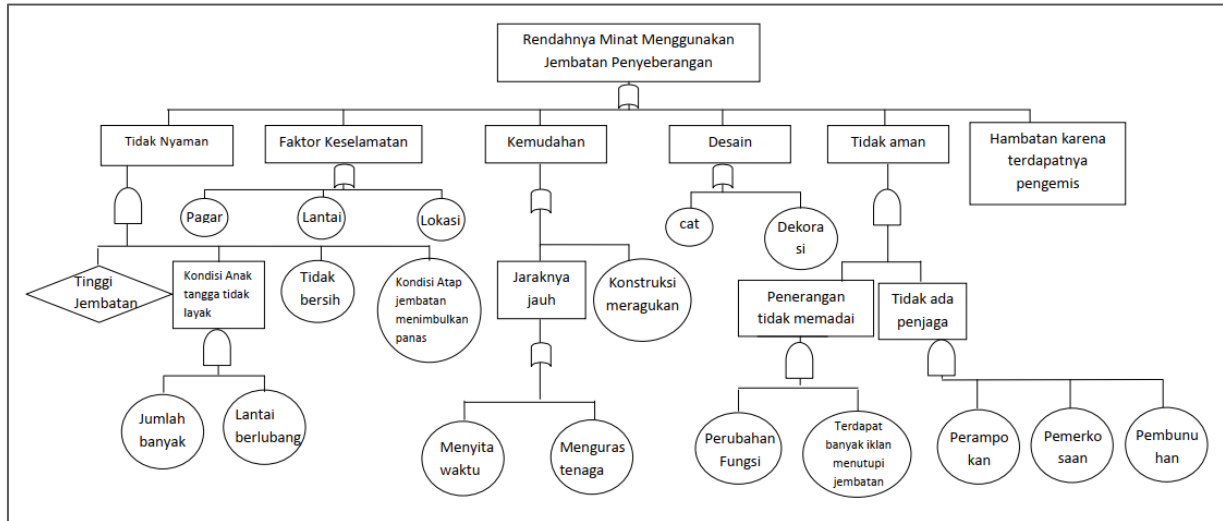 Rendahnya Minat Menggunakan
Jembatan Penyeberangan
Tidak Nyaman
Faktor Keselamatan
Kemudahan
Desain
Tidak aman
Hambatan karena
terdapatnya
pengemis
Pagar
Lantai
Lokasi
cat
Dekora
si
Tinggi
Jembatan
Kondisi Anak
tangga tidak
layak
Tidak
bersih
Kondisi Atap
jembatan
menimbulkan
panas
Jaraknya
jauh
Konstruksi
meragukan
Penerangan
tidak memadai
Tidak ada
penjaga
Jumlah
banyak
Lantai
berlubang
Menyita
waktu
Menguras
tenaga
Perubahan
Fungsi
Terdapat
banyak iklan
menutupi
jembatan
Perampo
kan
Pemerko
saan
Pembunu
han